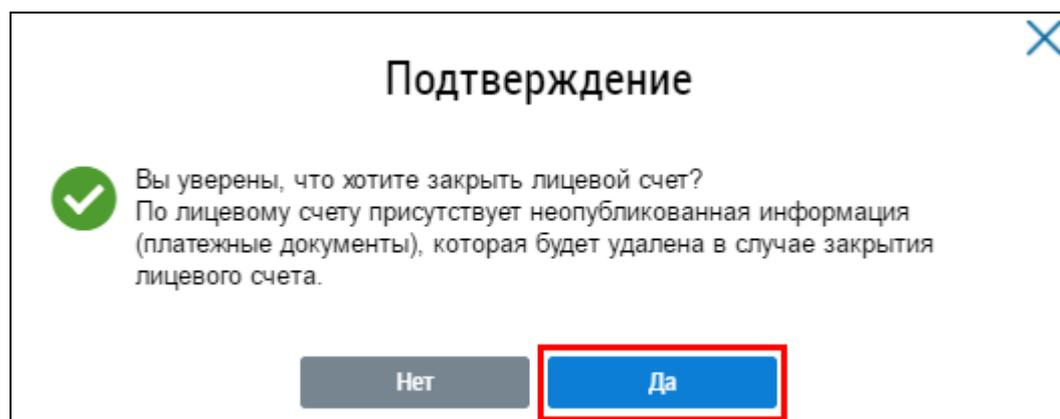 Подтверждение
Вы уверены, что хотите закрыть лицевой счет?
По лицевому счету присутствует неопубликованная информация
(платежные документы), которая будет удалена в случае закрытия
лицевого счета.
Нет
Да